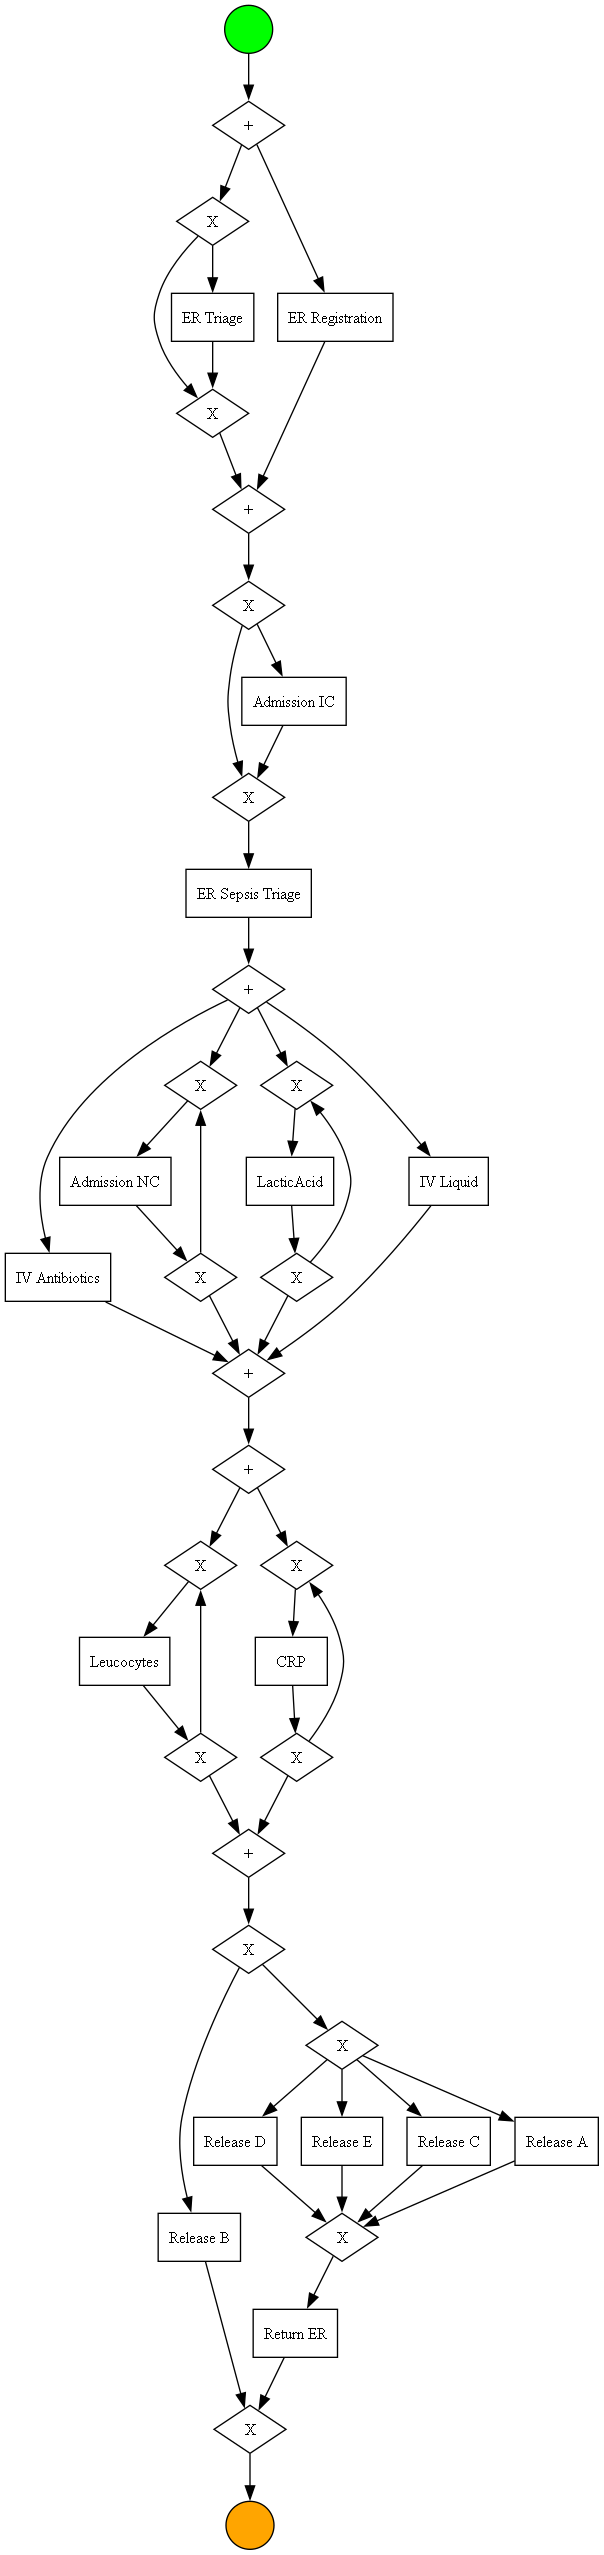 +
X
ER Triage
ER Registration
X
+
X
Admission IC
X
ER Sepsis Triage
+
X
X
Admission NC
LacticAcid
IV Liquid
IV Antibiotics
X
X
+
+
X
X
Leucocytes
CRP
X
X
+
X
X
Release D
Release E
Release C
Release A
Release B
X
Return ER
X